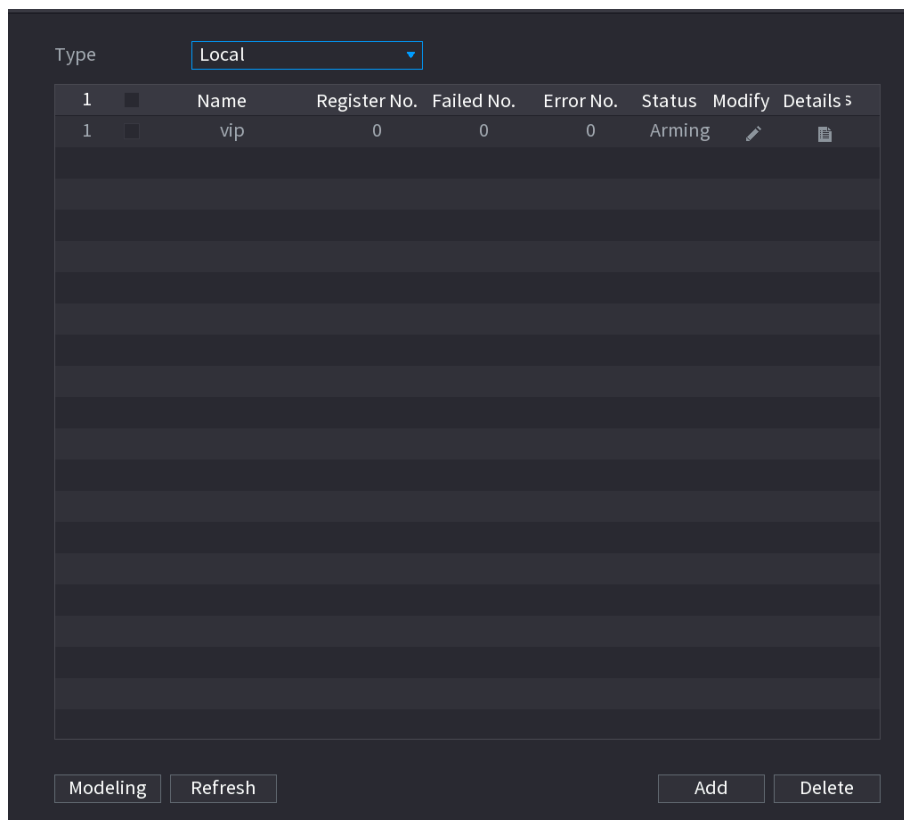 Type Local
1 Name Register No. Failed No. Error No. Status Modify Details s
1 vip 0 0 0 Arming
Modeling Refresh Add Delete